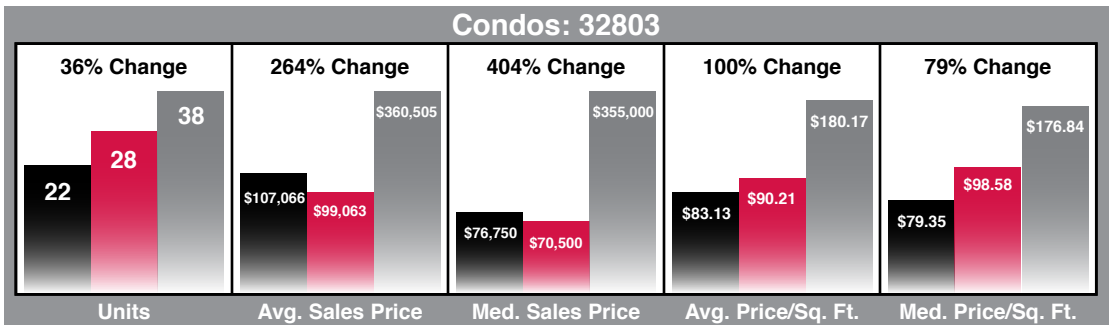 Condos: 32803
36% Change
264% Change
404% Change
100% Change
79% Change
22
28
38
$107,066
$99,063
$360,505
$76,750
$70,500
$355,000
$83.13
$90.21
$180.17
$79.35
$98.58
$176.84
Units
Avg. Sales Price
Med. Sales Price
Avg. Price/Sq. Ft.
Med. Price/Sq. Ft.